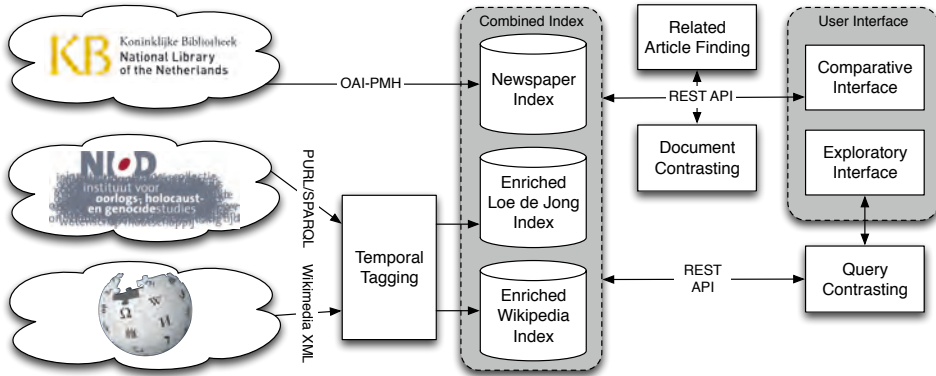 Koninklijke Bibliotheek
KB
National Library
of the Netherlands
OAI-PMH
NIOD
instituut voor
oorlogs-, holocaust-
en genocidestudies
PURL/SPARQL
Wikimedia XML
Temporal
Tagging
Combined Index
Newspaper
Index
Enriched
Loe de Jong
Index
Enriched
Wikipedia
Index
Related
Article Finding
REST API
Document
Contrasting
REST
API
User Interface
Comparative
Interface
Exploratory
Interface
Query
Contrasting